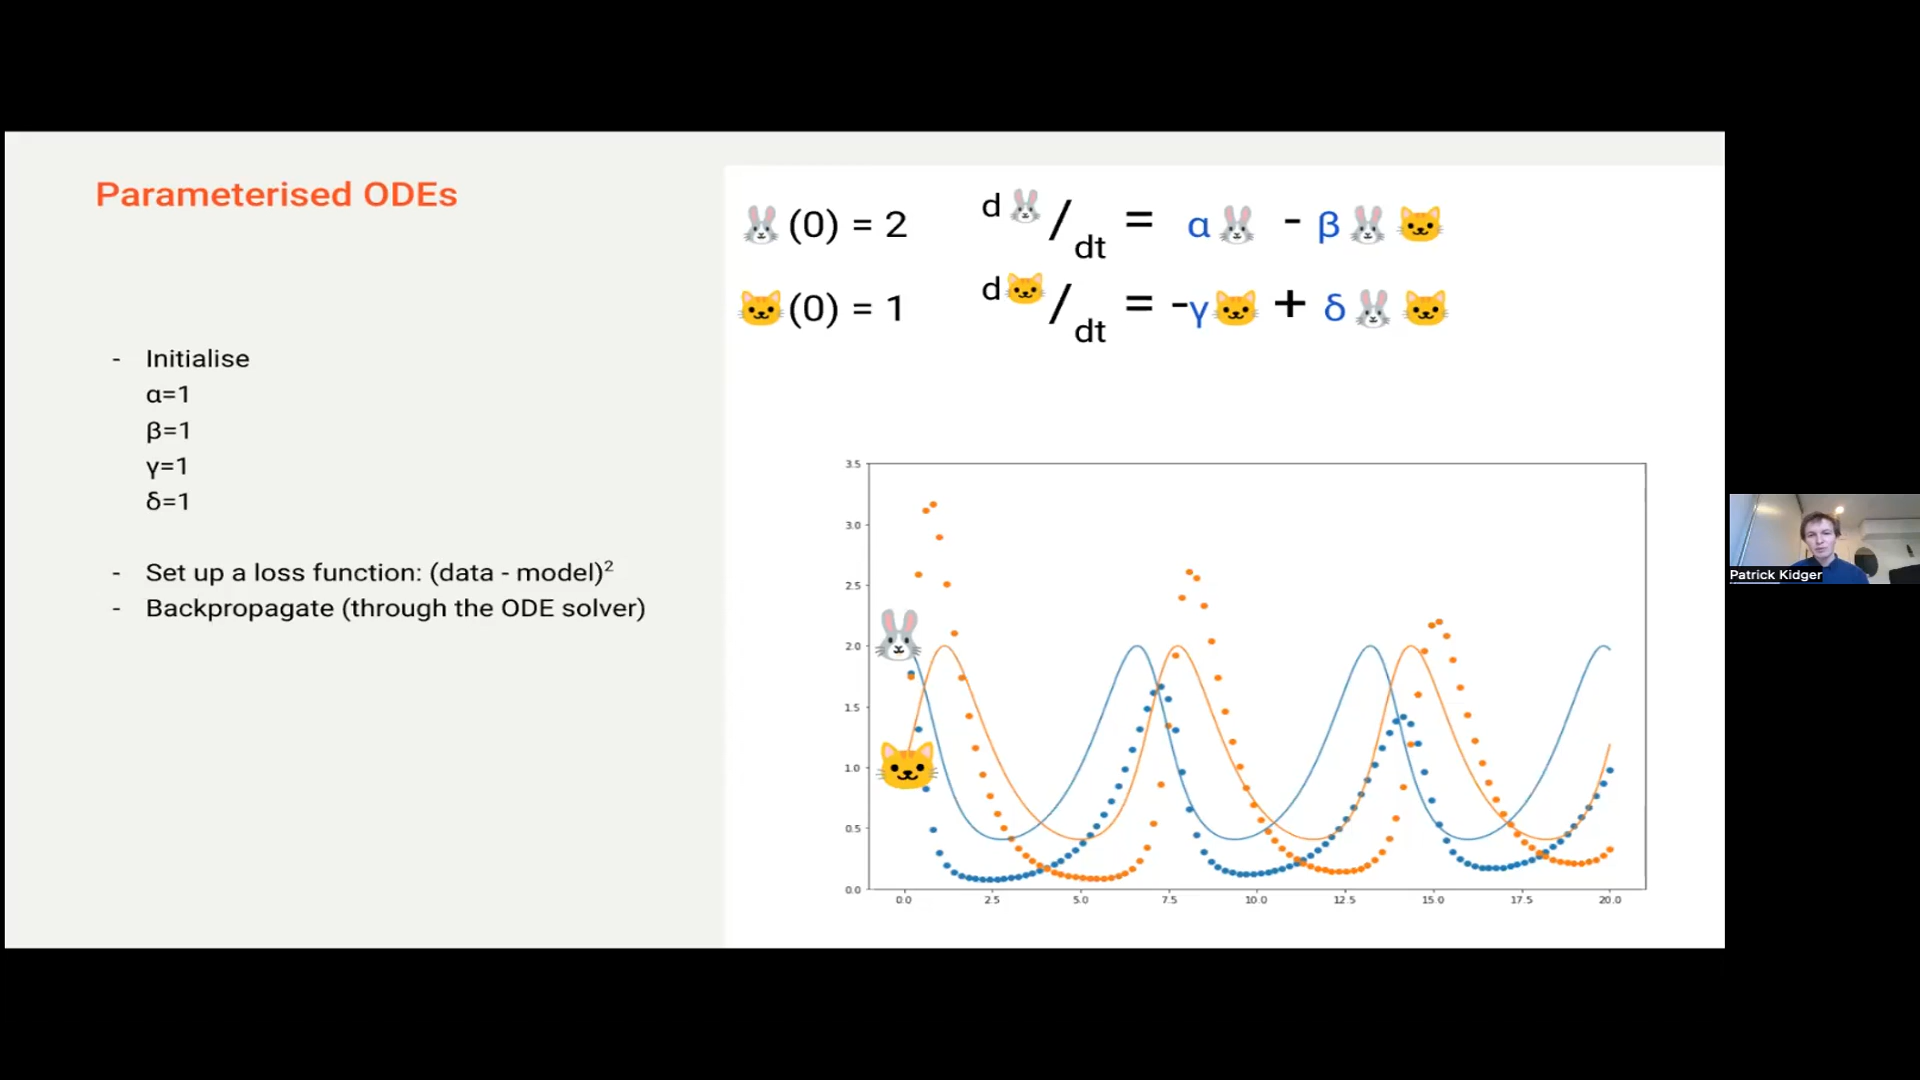 Parameterised ODEs
- Initialise
α=1
β=1
γ=1
δ=1
- Set up a loss function: (data - model)²
- Backpropagate (through the ODE solver)
🐰(0) = 2 d🐰/dt = α🐰 - β🐰🐱
🐱(0) = 1 d🐱/dt = -γ🐱 + δ🐰🐱
3.5
3.0
2.5
2.0
1.5
1.0
0.5
0.0
0.0 2.5 5.0 7.5 10.0 12.5 15.0 17.5 20.0
Patrick Kidger